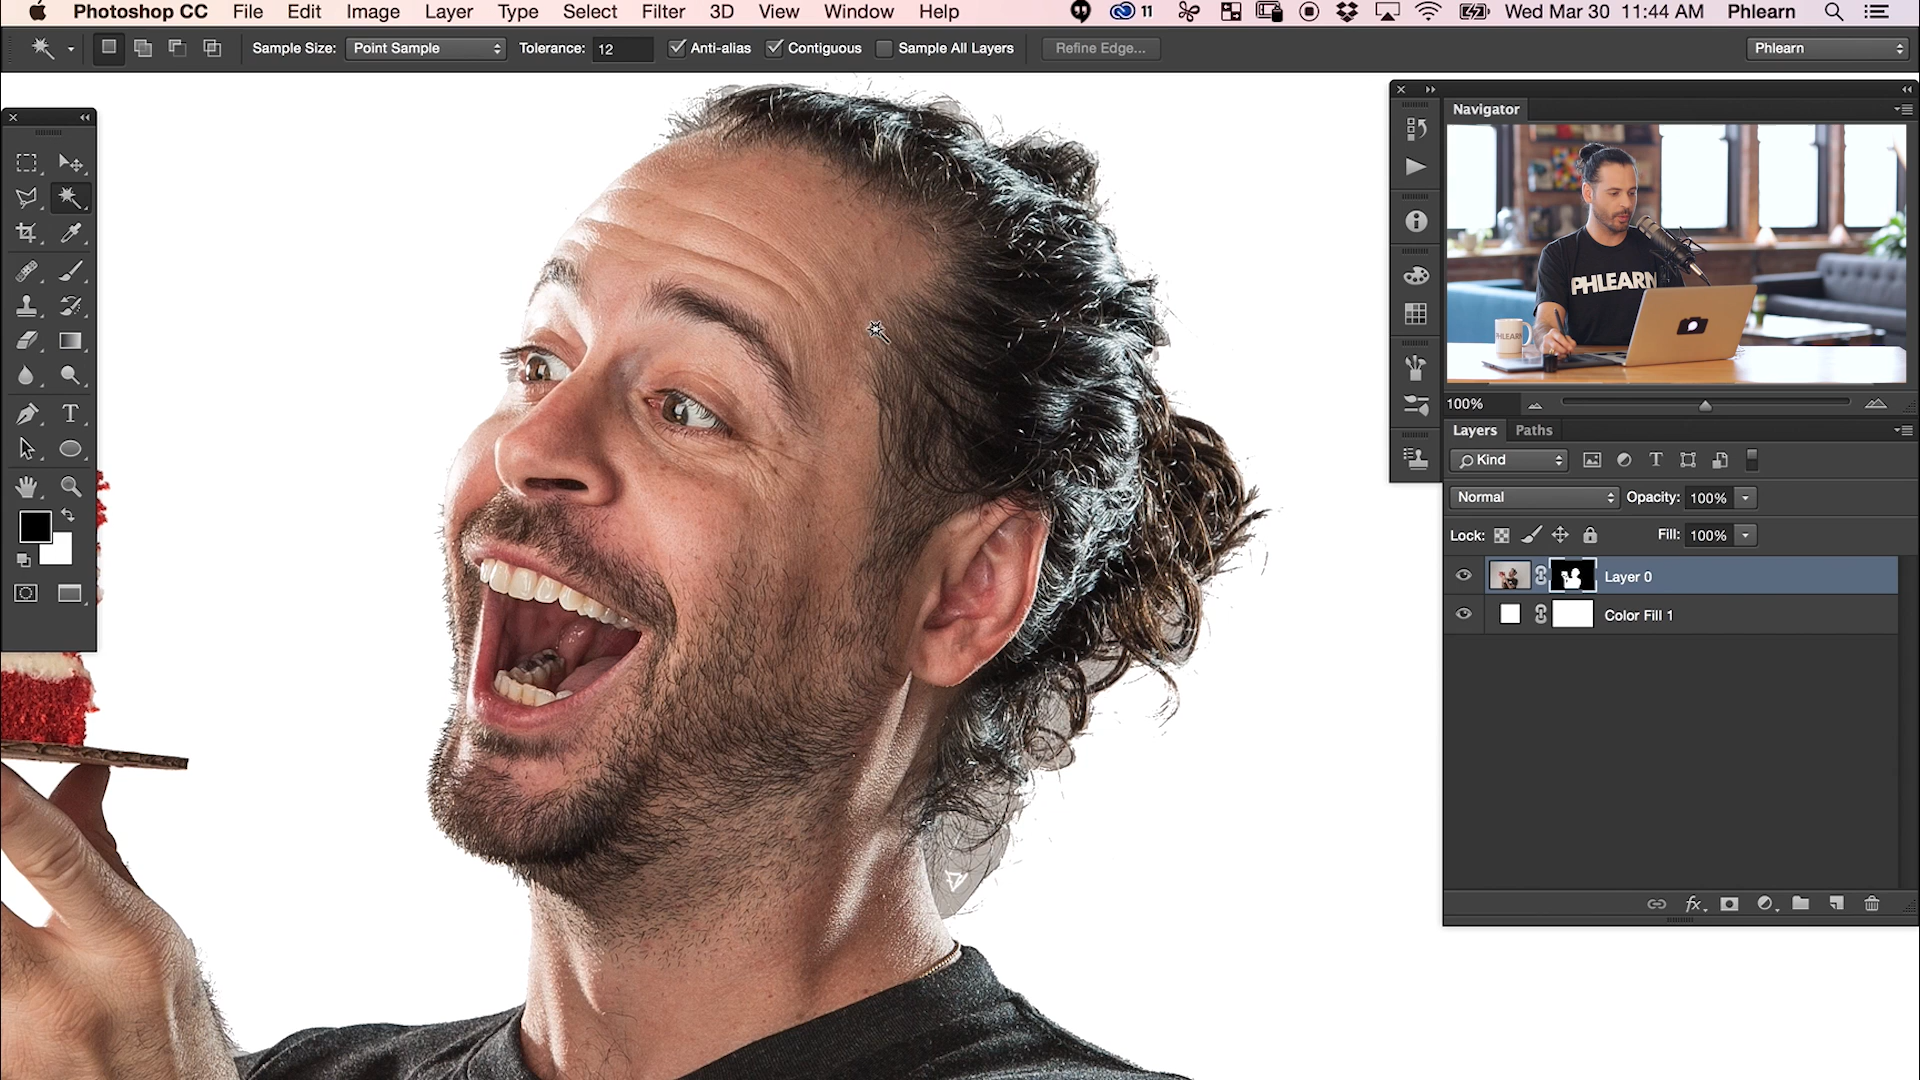 Photoshop CC File Edit Image Layer Type Select Filter 3D View Window Help 11 Wed Mar 30 11:44 AM Phlearn
Sample Size: Point Sample Tolerance: 12 Anti-alias Contiguous Sample All Layers Refine Edge... Phlearn
Navigator
PHLEARN
PHLEARN
100%
Layers Paths
Kind
Normal Opacity: 100%
Lock: Fill: 100%
Layer 0
Color Fill 1